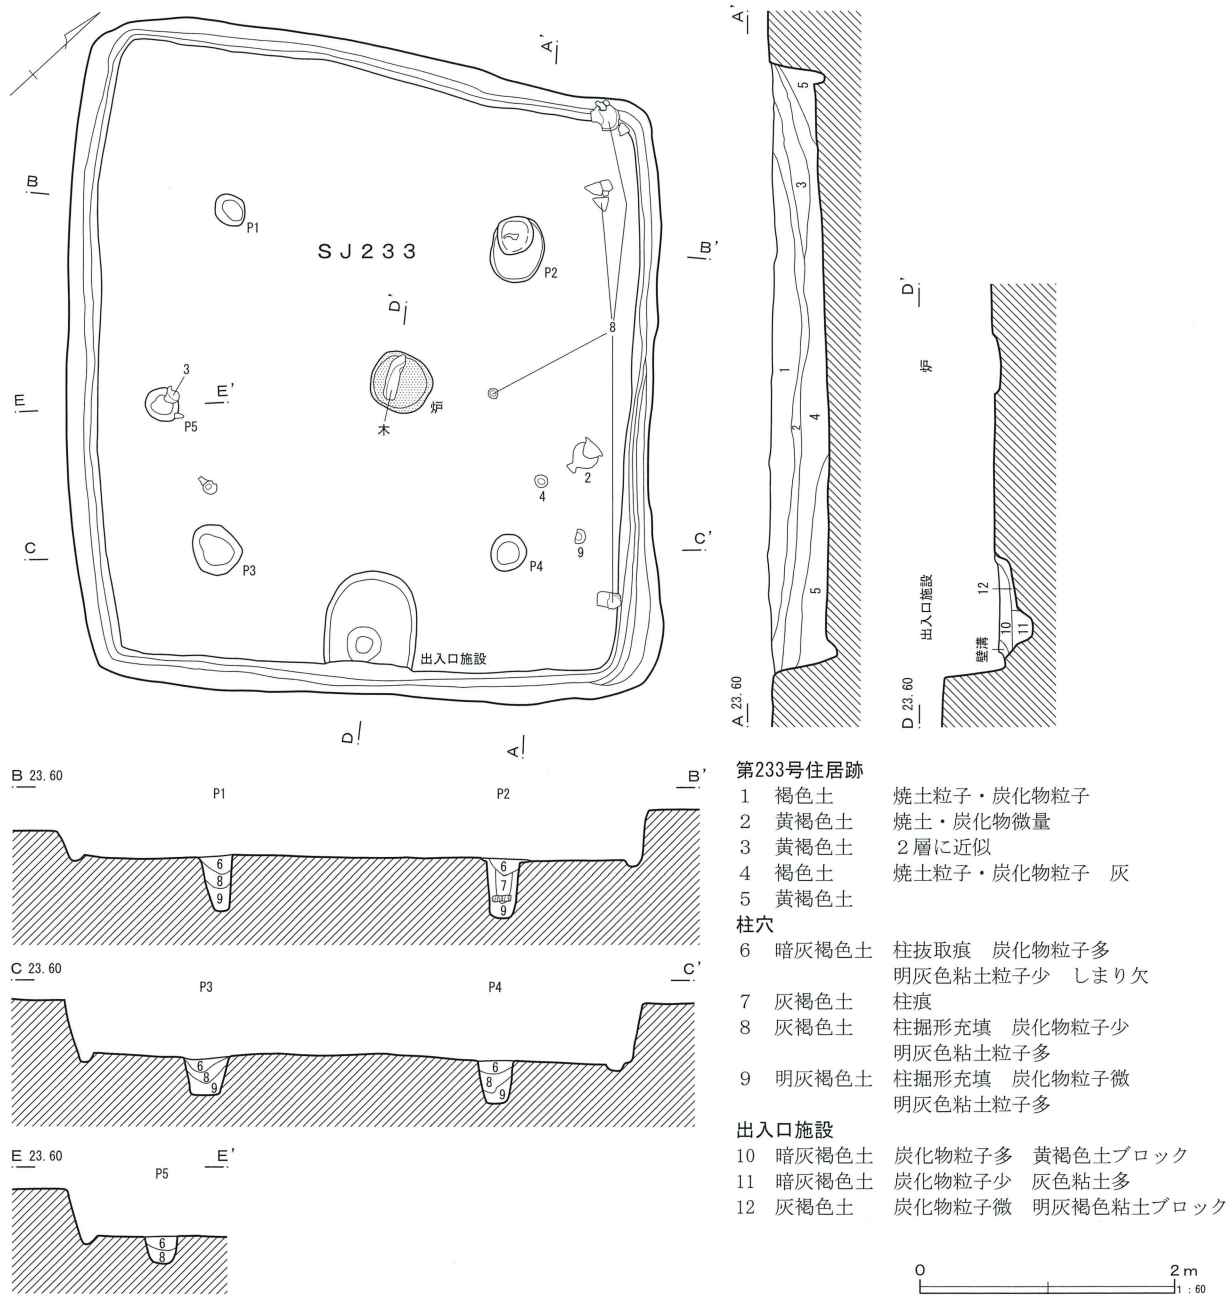 A'
A'
B
P1
SJ233
P2
B'
D'
D'
8
3
E
E'
P5
炉
木
炉
1
2
3
4
5
5
2
4
9
C
C'
P3
P4
出入口施設
出入口施設
壁溝
12
10
11
D
A
A 23.60
D 23.60
B 23.60
B'
P1
P2
6
8
9
6
7
9
C 23.60
C'
P3
P4
6
8
9
6
8
9
E 23.60
E'
P5
6
8
第233号住居跡
1 褐色土 焼土粒子・炭化物粒子
2 黄褐色土 焼土・炭化物微量
3 黄褐色土 2層に近似
4 褐色土 焼土粒子・炭化物粒子 灰
5 黄褐色土
柱穴
6 暗灰褐色土 柱抜取痕 炭化物粒子多
明灰色粘土粒子少 しまり欠
7 灰褐色土 柱痕
8 灰褐色土 柱掘形充填 炭化物粒子少
明灰色粘土粒子多
9 明灰褐色土 柱掘形充填 炭化物粒子微
明灰色粘土粒子多
出入口施設
10 暗灰褐色土 炭化物粒子多 黄褐色土ブロック
11 暗灰褐色土 炭化物粒子少 灰色粘土多
12 灰褐色土 炭化物粒子微 明灰褐色粘土ブロック
0 2m
1:60